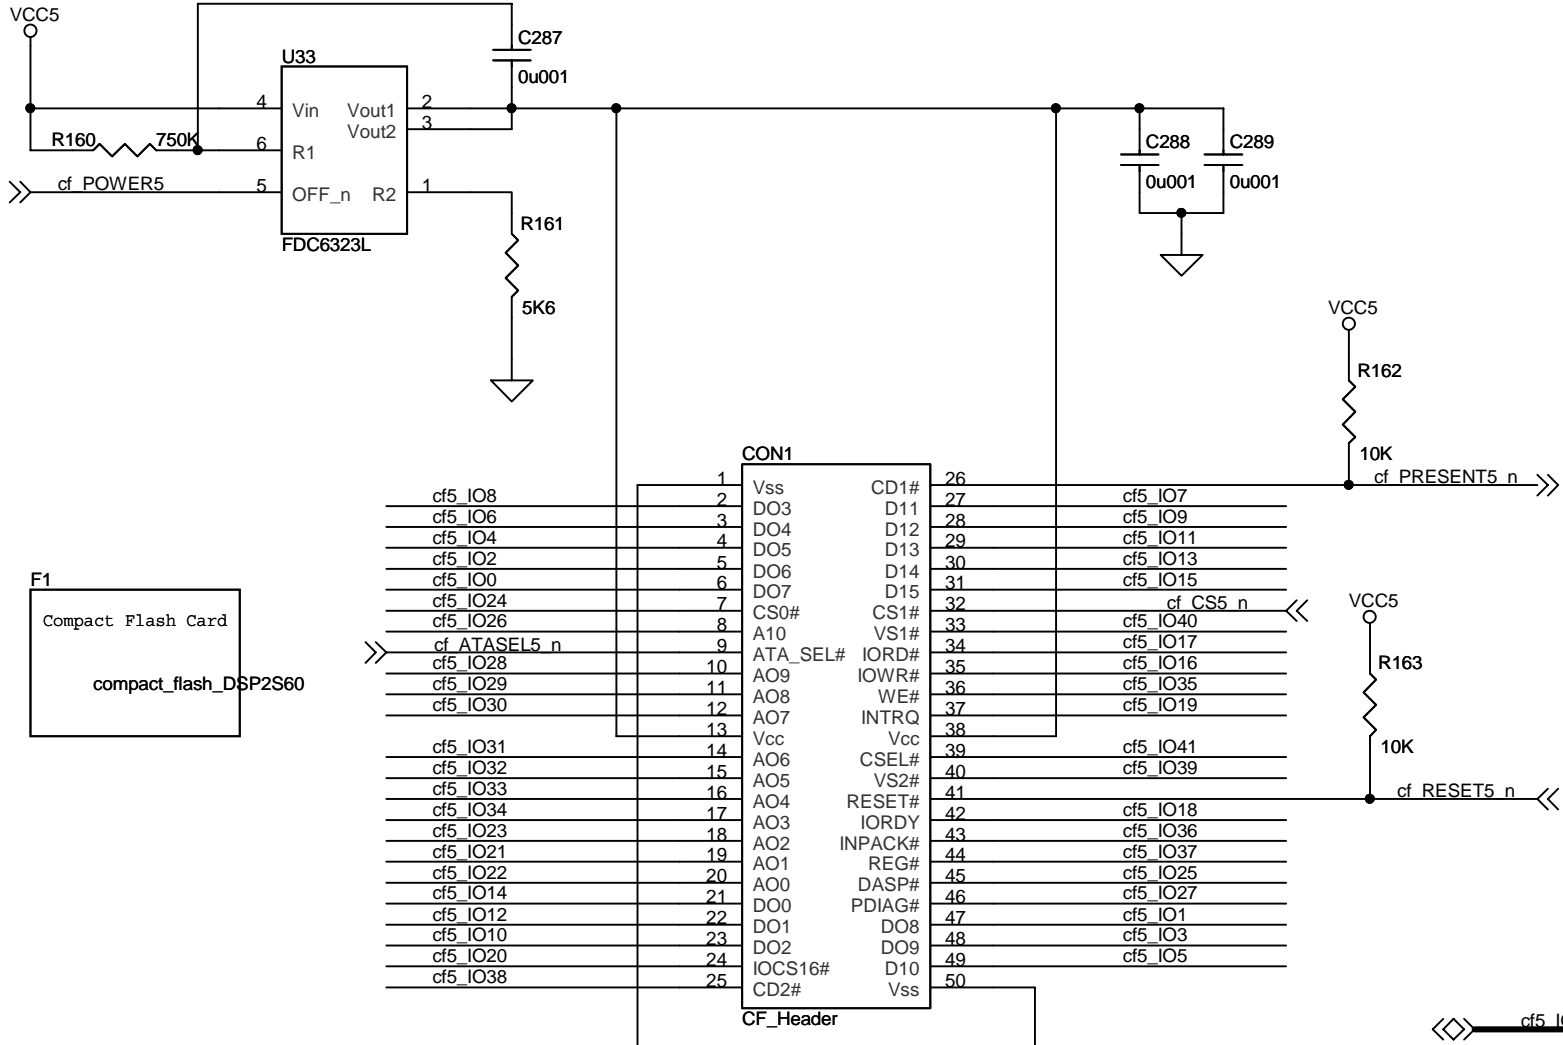 VCC5
U33
C287
0u001
4 Vin Vout1 2
Vout2 3
R160 750K 6 R1
cf_POWER5 5 OFF_n R2 1
FDC6323L
R161
5K6
C288 C289
0u001 0u001
VCC5
R162
10K
cf_PRESENT5_n
VCC5
R163
10K
cf_RESET5_n
F1
Compact Flash Card
compact_flash_DSP2S60
CON1
1 Vss CD1# 26
cf5_IO8 2 DO3 D11 27 cf5_IO7
cf5_IO6 3 DO4 D12 28 cf5_IO9
cf5_IO4 4 DO5 D13 29 cf5_IO11
cf5_IO2 5 DO6 D14 30 cf5_IO13
cf5_IO0 6 DO7 D15 31 cf5_IO15
cf5_IO24 7 CS0# CS1# 32 cf_CS5_n
cf5_IO26 8 A10 VS1# 33 cf5_IO40
cf_ATASEL5_n 9 ATA_SEL# IORD# 34 cf5_IO17
cf5_IO28 10 AO9 IOWR# 35 cf5_IO16
cf5_IO29 11 AO8 WE# 36 cf5_IO35
cf5_IO30 12 AO7 INTRQ 37 cf5_IO19
13 Vcc Vcc 38
cf5_IO31 14 AO6 CSEL# 39 cf5_IO41
cf5_IO32 15 AO5 VS2# 40 cf5_IO39
cf5_IO33 16 AO4 RESET# 41
cf5_IO34 17 AO3 IORDY 42 cf5_IO18
cf5_IO23 18 AO2 INPACK# 43 cf5_IO36
cf5_IO21 19 AO1 REG# 44 cf5_IO37
cf5_IO22 20 AO0 DASP# 45 cf5_IO25
cf5_IO14 21 DO0 PDIAG# 46 cf5_IO27
cf5_IO12 22 DO1 DO8 47 cf5_IO1
cf5_IO10 23 DO2 DO9 48 cf5_IO3
cf5_IO20 24 IOCS16# D10 49 cf5_IO5
cf5_IO38 25 CD2# Vss 50
CF_Header